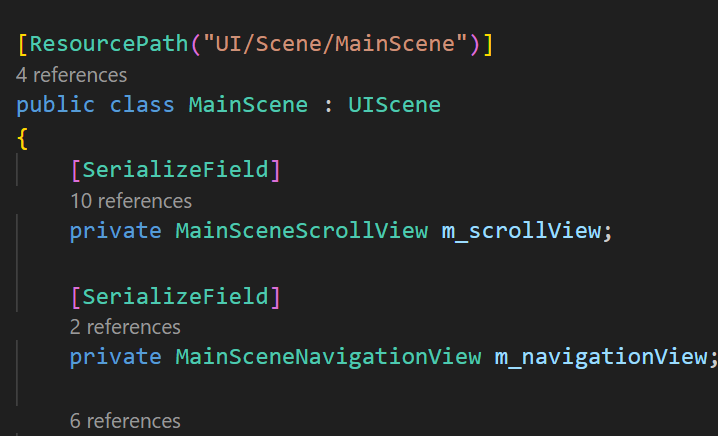 [ResourcePath("UI/Scene/MainScene")]
4 references
public class MainScene : UIScene
{
[SerializeField]
10 references
private MainSceneScrollView m_scrollView;
[SerializeField]
2 references
private MainSceneNavigationView m_navigationView;
6 references